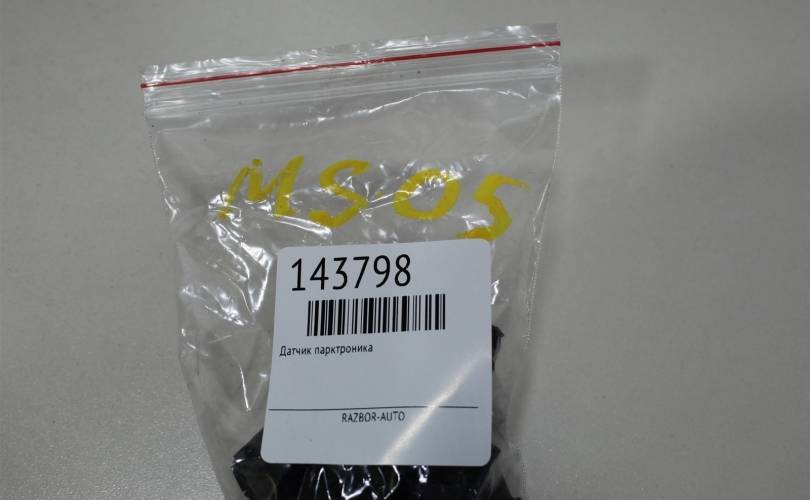 MS05
143798
Датчик парктроника
RAZBOR-AUTO